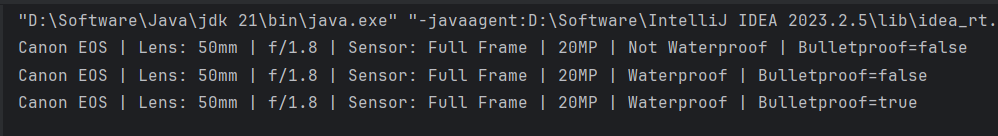 "D:\Software\Java\jdk 21\bin\java.exe" "-javaagent:D:\Software\IntelliJ IDEA 2023.2.5\lib\idea_rt.
Canon EOS | Lens: 50mm | f/1.8 | Sensor: Full Frame | 20MP | Not Waterproof | Bulletproof=false
Canon EOS | Lens: 50mm | f/1.8 | Sensor: Full Frame | 20MP | Waterproof | Bulletproof=false
Canon EOS | Lens: 50mm | f/1.8 | Sensor: Full Frame | 20MP | Waterproof | Bulletproof=true